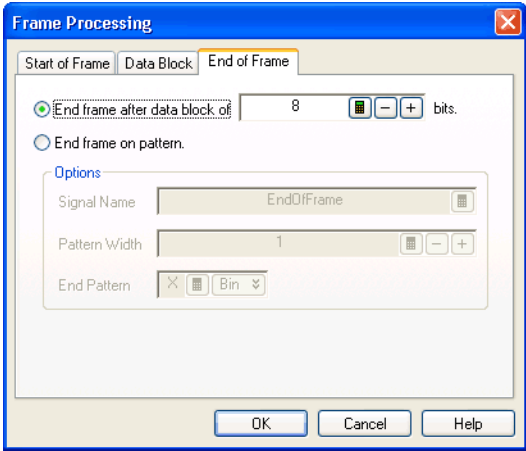 Frame Processing
Start of Frame Data Block End of Frame
End frame after data block of 8 bits.
End frame on pattern.
Options
Signal Name EndOfFrame
Pattern Width 1
End Pattern X Bin
OK Cancel Help